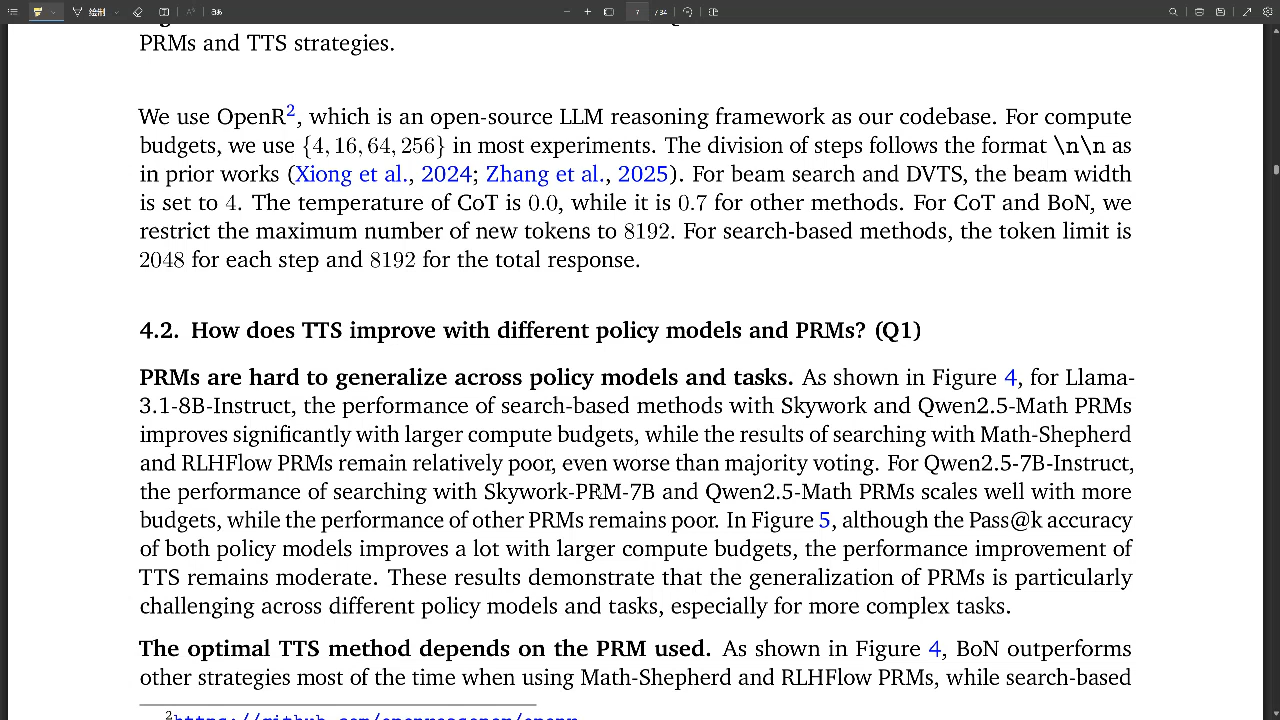 绘制
7 / 34
PRMs and TTS strategies.
We use OpenR2, which is an open-source LLM reasoning framework as our codebase. For compute
budgets, we use {4, 16, 64, 256} in most experiments. The division of steps follows the format \n\n as
in prior works (Xiong et al., 2024; Zhang et al., 2025). For beam search and DVTS, the beam width
is set to 4. The temperature of CoT is 0.0, while it is 0.7 for other methods. For CoT and BoN, we
restrict the maximum number of new tokens to 8192. For search-based methods, the token limit is
2048 for each step and 8192 for the total response.
4.2. How does TTS improve with different policy models and PRMs? (Q1)
PRMs are hard to generalize across policy models and tasks. As shown in Figure 4, for Llama-
3.1-8B-Instruct, the performance of search-based methods with Skywork and Qwen2.5-Math PRMs
improves significantly with larger compute budgets, while the results of searching with Math-Shepherd
and RLHFlow PRMs remain relatively poor, even worse than majority voting. For Qwen2.5-7B-Instruct,
the performance of searching with Skywork-PRM-7B and Qwen2.5-Math PRMs scales well with more
budgets, while the performance of other PRMs remains poor. In Figure 5, although the Pass@k accuracy
of both policy models improves a lot with larger compute budgets, the performance improvement of
TTS remains moderate. These results demonstrate that the generalization of PRMs is particularly
challenging across different policy models and tasks, especially for more complex tasks.
The optimal TTS method depends on the PRM used. As shown in Figure 4, BoN outperforms
other strategies most of the time when using Math-Shepherd and RLHFlow PRMs, while search-based